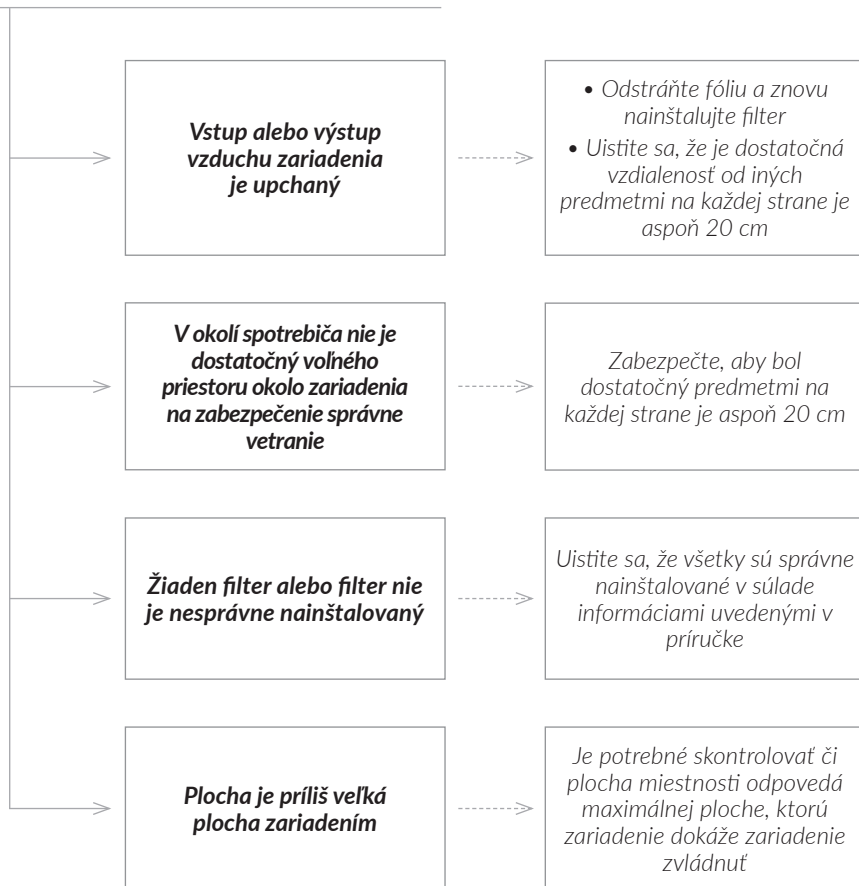 Vstup alebo výstup
vzduchu zariadenia
je upchaný
• Odstráňte fóliu a znovu
nainštalujte filter
• Uistite sa, že je dostatočná
vzdialenosť od iných
predmetmi na každej strane je
aspoň 20 cm
V okolí spotrebiča nie je
dostatočný voľného
priestoru okolo zariadenia
na zabezpečenie správne
vetranie
Zabezpečte, aby bol
dostatočný predmetmi na
každej strane je aspoň 20 cm
Žiaden filter alebo filter nie
je nesprávne nainštalovaný
Uistite sa, že všetky sú správne
nainštalované v súlade
informáciami uvedenými v
príručke
Plocha je príliš veľká
plocha zariadením
Je potrebné skontrolovať či
plocha miestnosti odpovedá
maximálnej ploche, ktorú
zariadenie dokáže zariadenie
zvládnuť